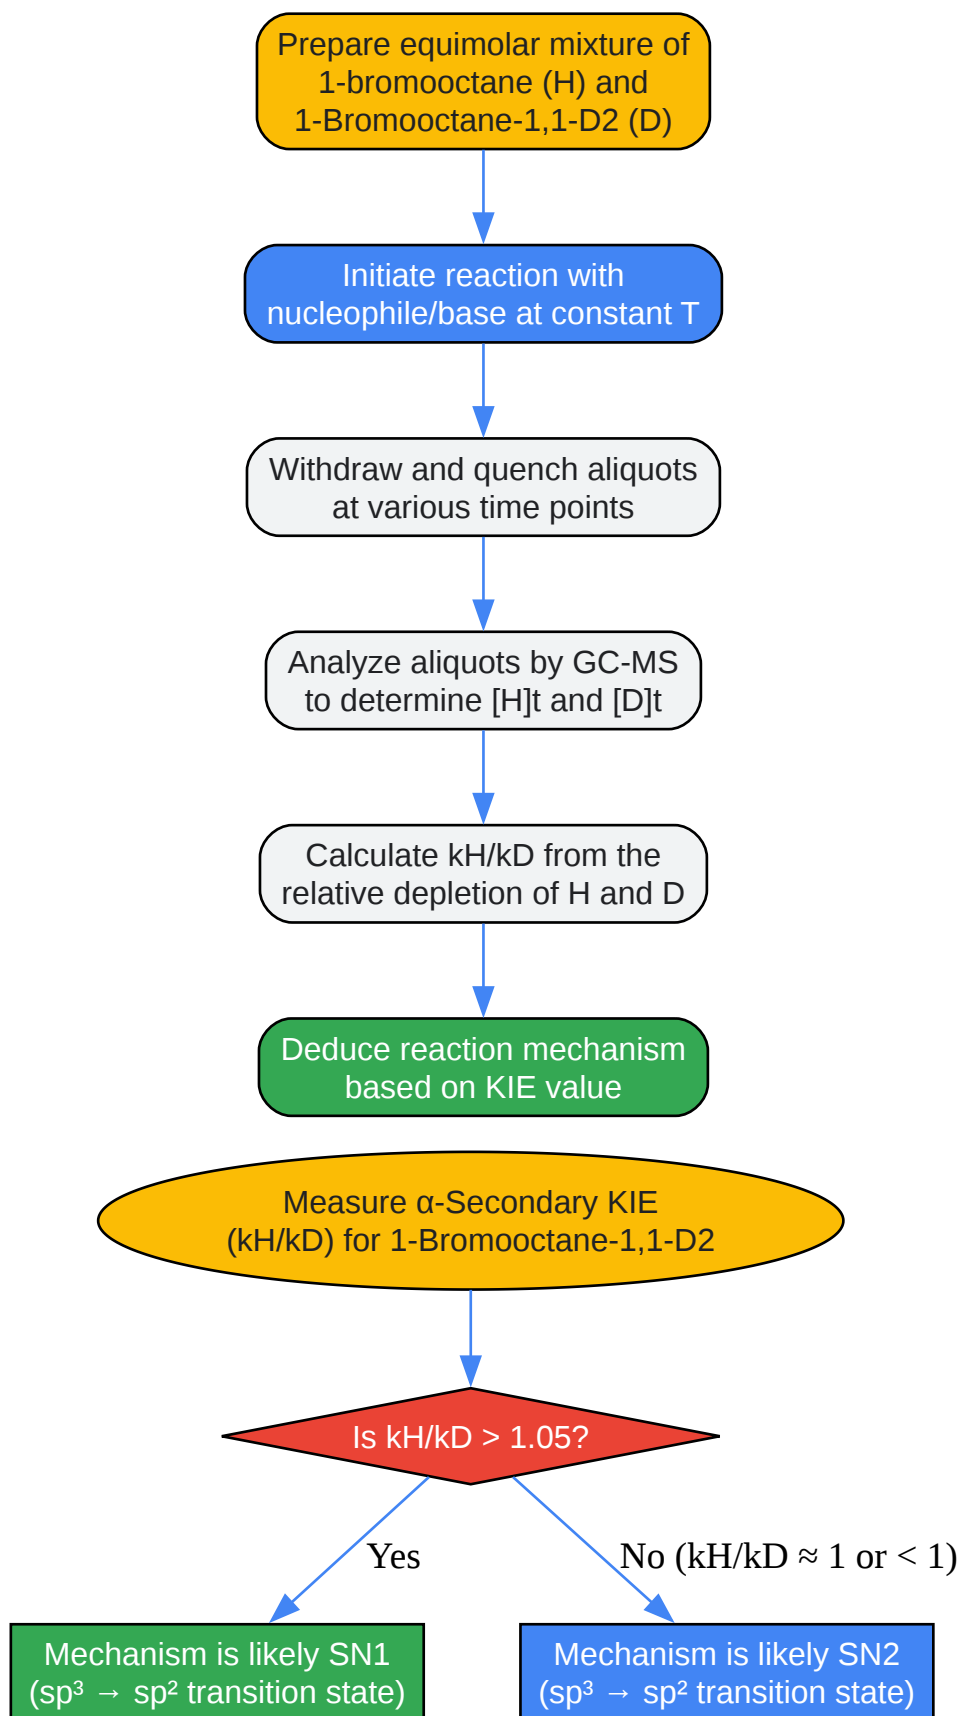 Prepare equimolar mixture of
1-bromooctane (H) and
1-Bromooctane-1,1-D2 (D)
Initiate reaction with
nucleophile/base at constant T
Withdraw and quench aliquots
at various time points
Analyze aliquots by GC-MS
to determine [H]t and [D]t
Calculate kH/kD from the
relative depletion of H and D
Deduce reaction mechanism
based on KIE value
Measure α-Secondary KIE
(kH/kD) for 1-Bromooctane-1,1-D2
Is kH/kD > 1.05?
Yes
No (kH/kD ≈ 1 or < 1)
Mechanism is likely SN1
(sp³ → sp² transition state)
Mechanism is likely SN2
(sp³ → sp² transition state)